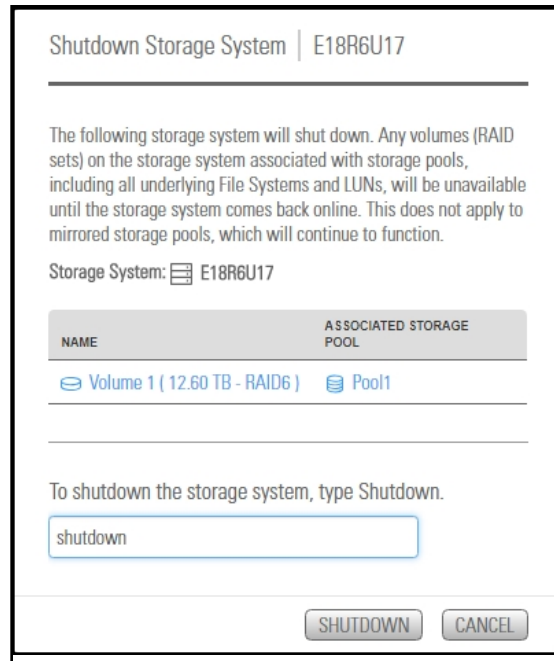 Shutdown Storage System | E18R6U17
The following storage system will shut down. Any volumes (RAID
sets) on the storage system associated with storage pools,
including all underlying File Systems and LUNs, will be unavailable
until the storage system comes back online. This does not apply to
mirrored storage pools, which will continue to function.
Storage System: E18R6U17
NAME ASSOCIATED STORAGE POOL
Volume 1 ( 12.60 TB - RAID6 ) Pool1
To shutdown the storage system, type Shutdown.
shutdown
SHUTDOWN CANCEL